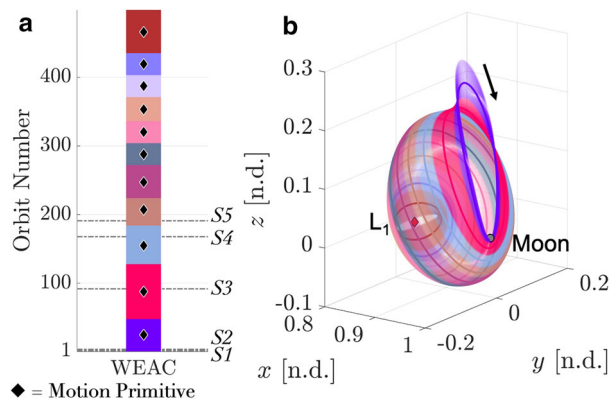 a
Orbit Number
400
300
200
100
1
S5
S4
S3
S2
S1
WEAC
◆ = Motion Primitive
b
0.3
0.2
0.1
0
-0.1
z [n.d.]
L1
Moon
0.8
0.9
1
x [n.d.]
-0.2
0
0.2
y [n.d.]